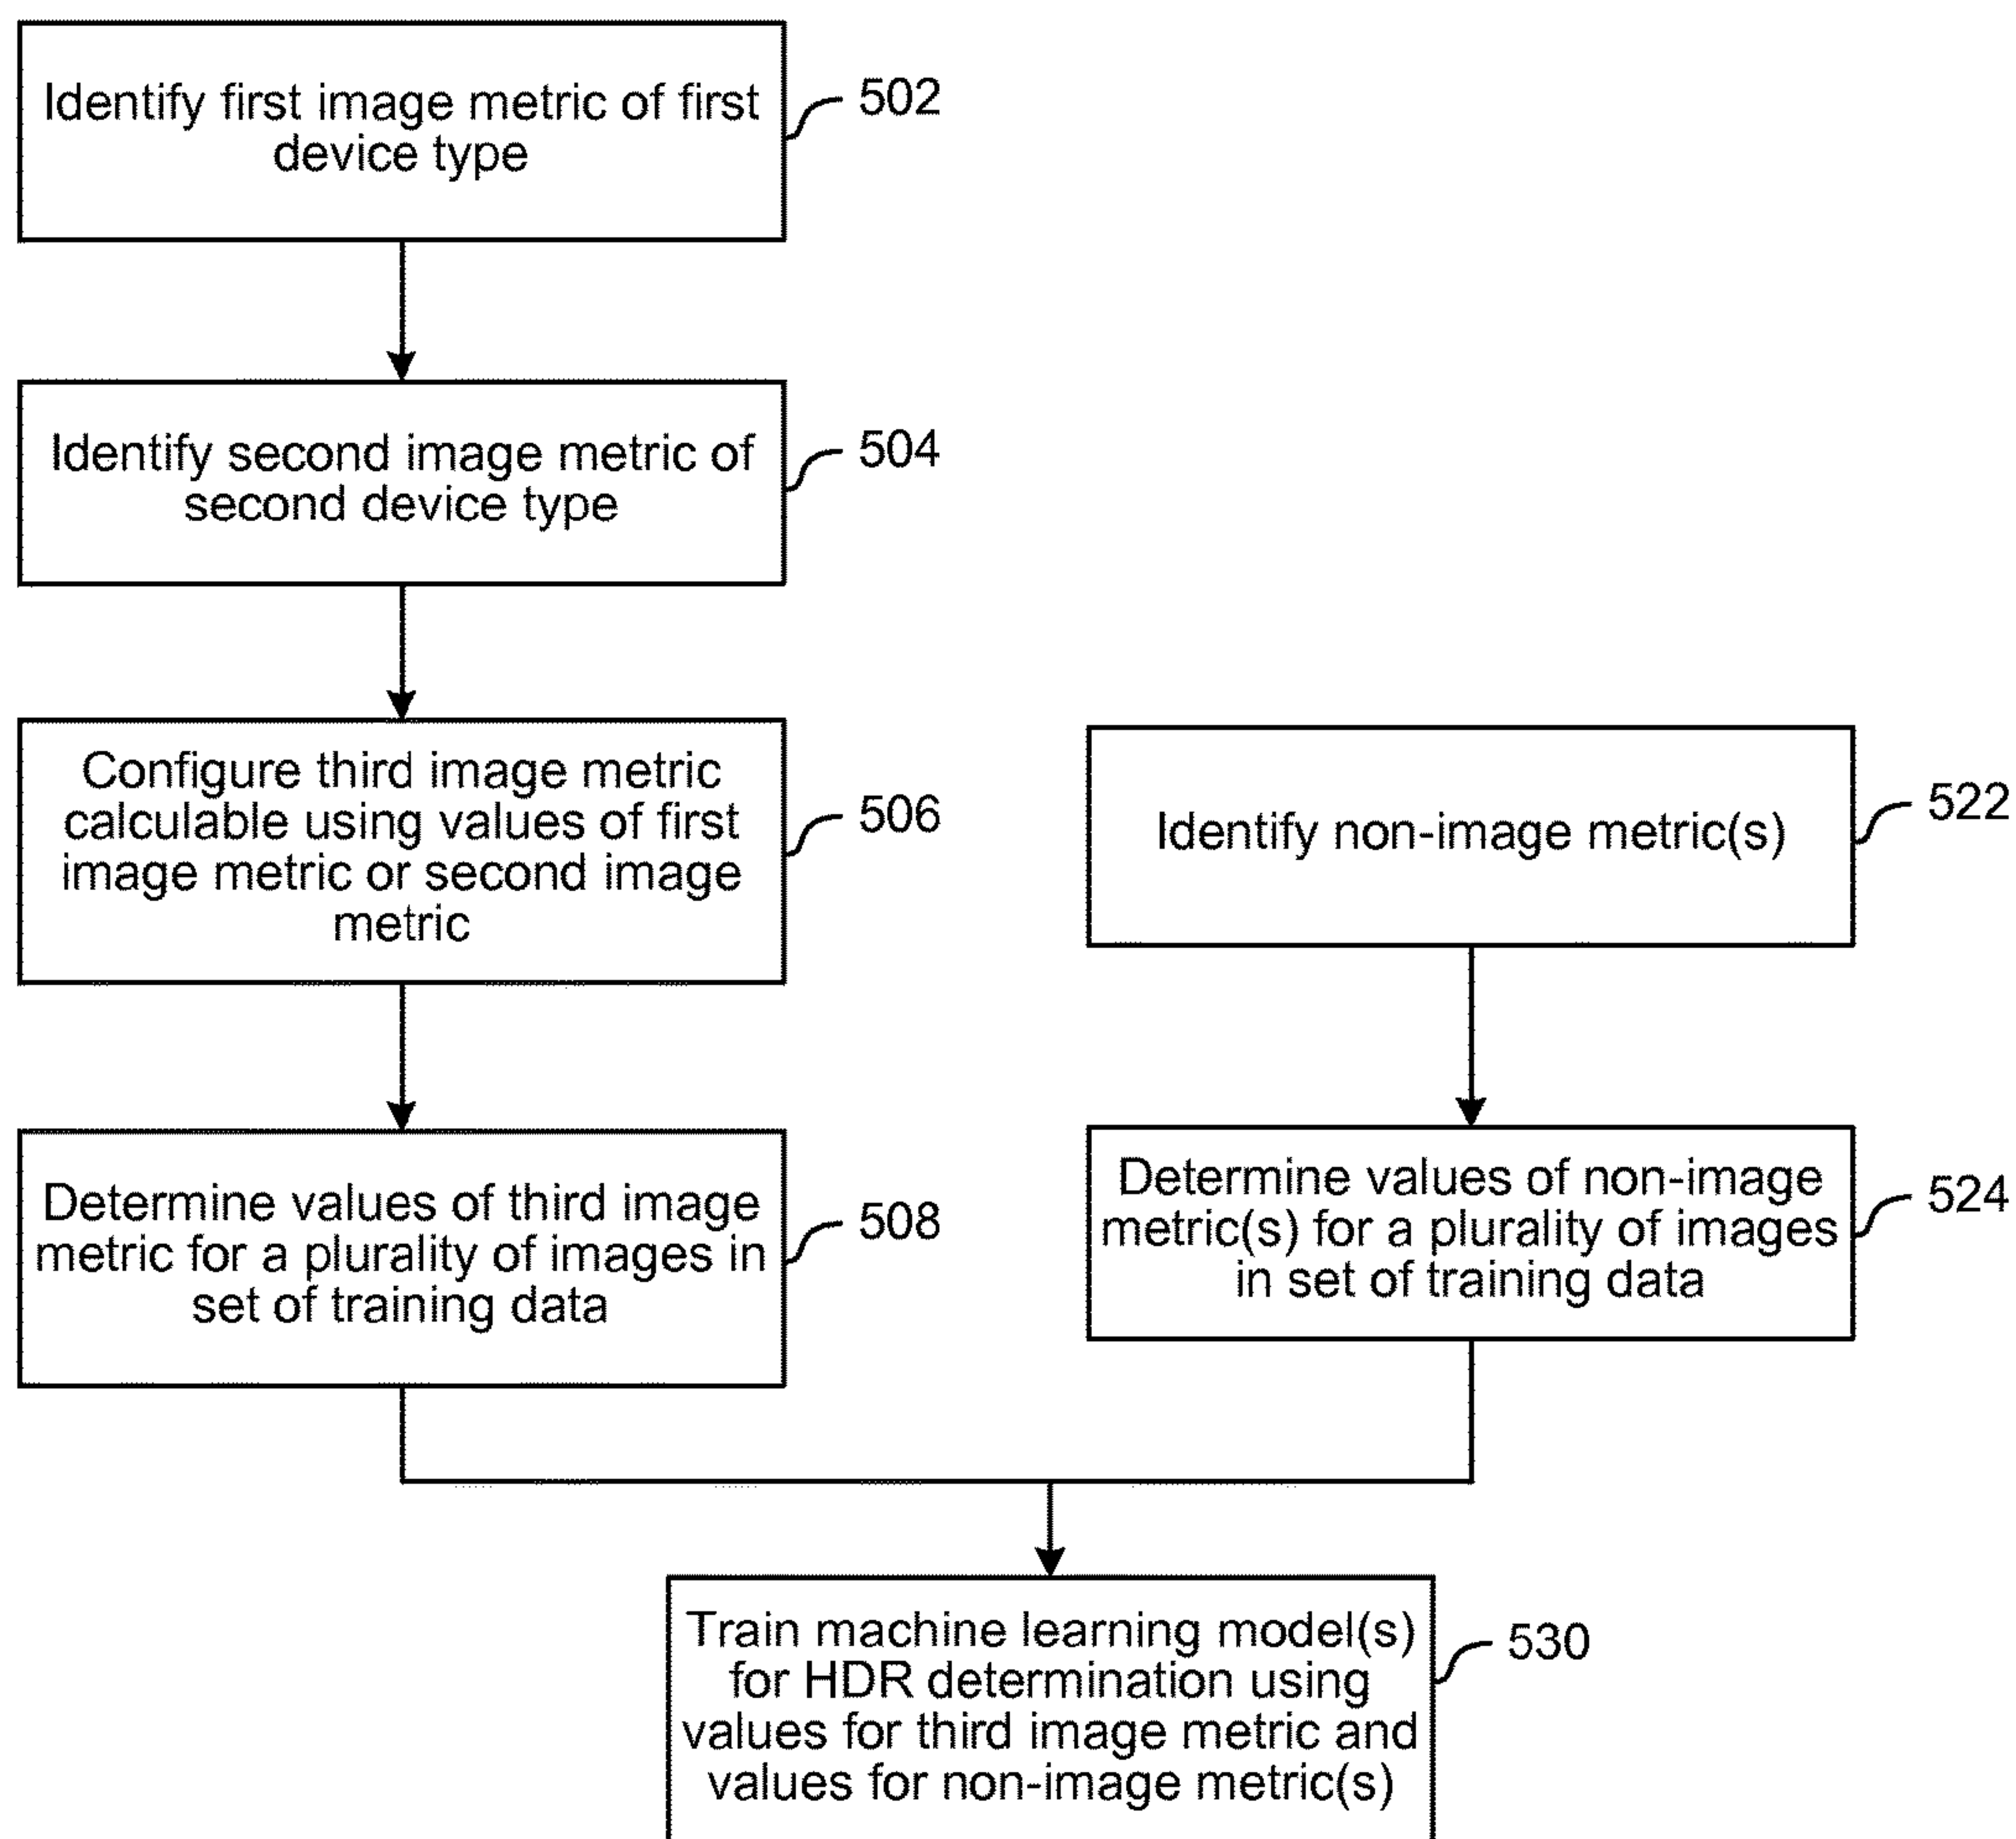 Identify first image metric of first
device type
502
Identify second image metric of
second device type
504
Configure third image metric
calculable using values of first
image metric or second image
metric
506
Identify non-image metric(s)
522
Determine values of third image
metric for a plurality of images in
set of training data
508
Determine values of non-image
metric(s) for a plurality of images
in set of training data
524
Train machine learning model(s)
for HDR determination using
values for third image metric and
values for non-image metric(s)
530